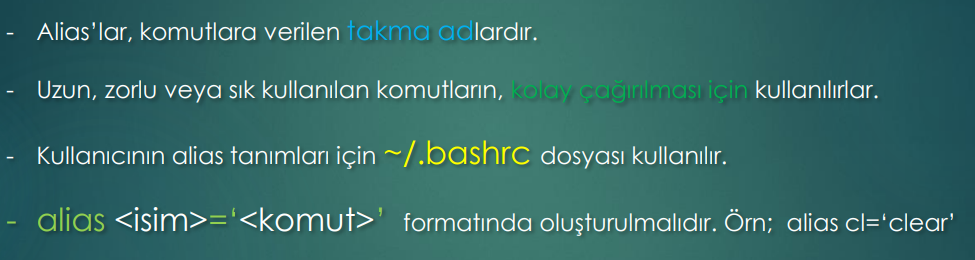 - Alias’lar, komutlara verilen takma adlardır.
- Uzun, zorlu veya sık kullanılan komutların, kolay çağırılması için kullanılırlar.
- Kullanıcının alias tanımları için ~/.bashrc dosyası kullanılır.
- alias <isim>=‘<komut>’ formatında oluşturulmalıdır. Örn; alias cl=‘clear’